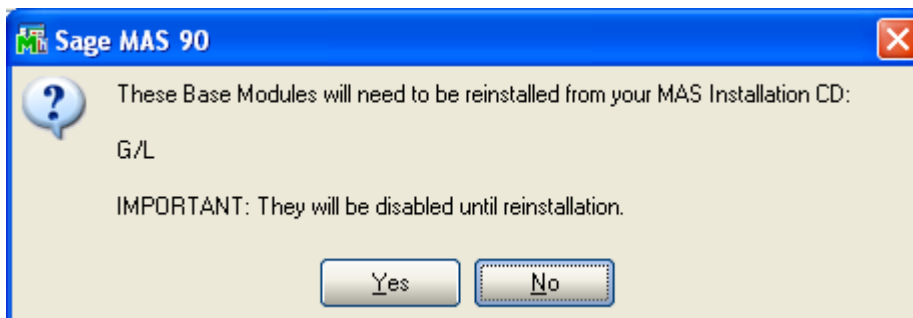 Sage MAS 90
These Base Modules will need to be reinstalled from your MAS Installation CD:
G/L
IMPORTANT: They will be disabled until reinstallation.
Yes
No